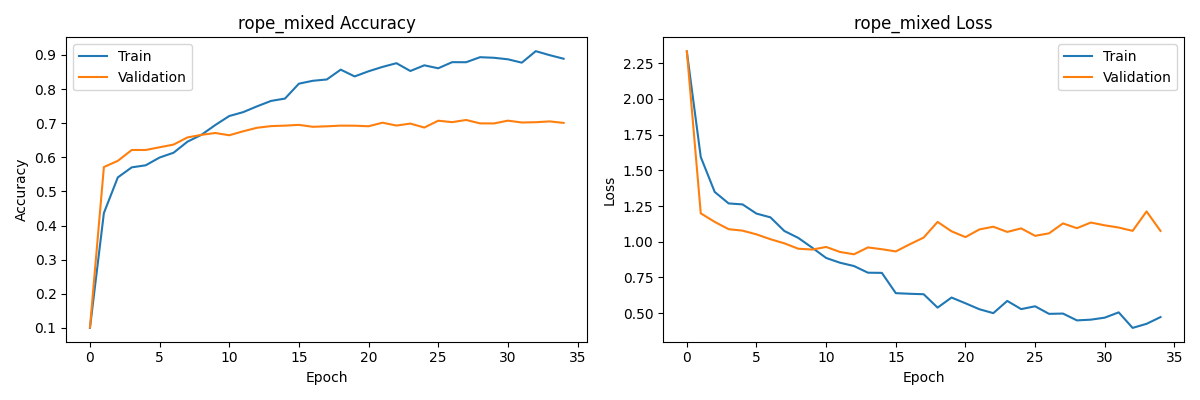 rope_mixed Accuracy
Train
Validation
0.9
0.8
0.7
0.6
0.5
0.4
0.3
0.2
0.1
Accuracy
0 5 10 15 20 25 30 35
Epoch
rope_mixed Loss
Train
Validation
2.25
2.00
1.75
1.50
1.25
1.00
0.75
0.50
Loss
0 5 10 15 20 25 30 35
Epoch